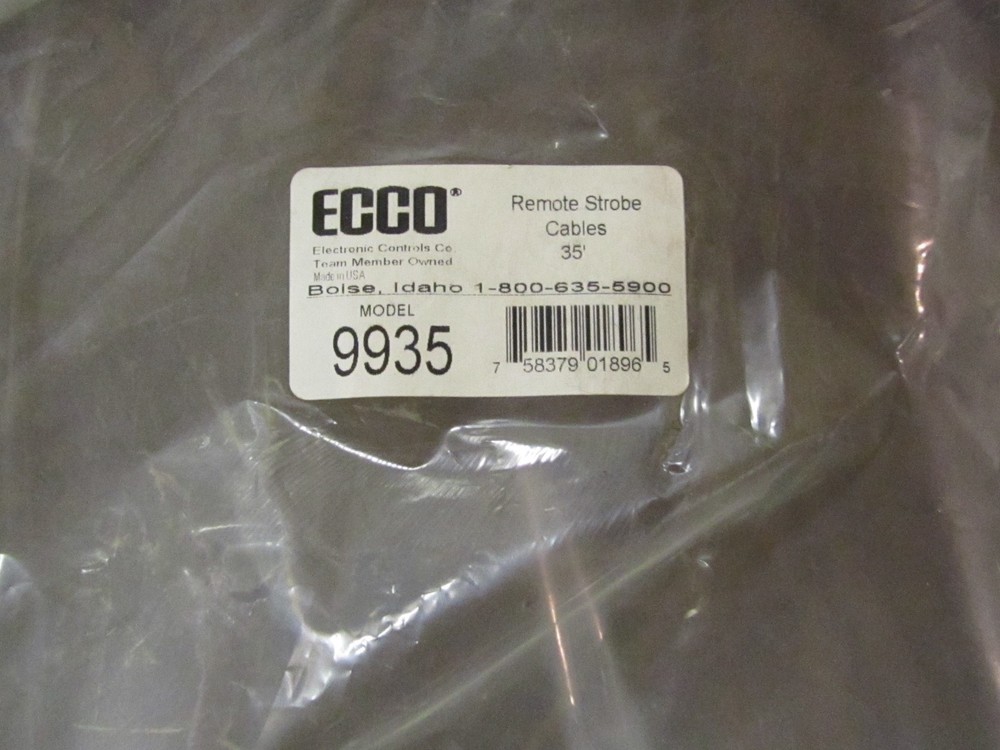 ECCO®
Electronic Controls Co.
Team Member Owned
Made in USA
Remote Strobe
Cables
35'
Boise, Idaho 1-800-635-5900
MODEL
9935
7 58379 01896 5